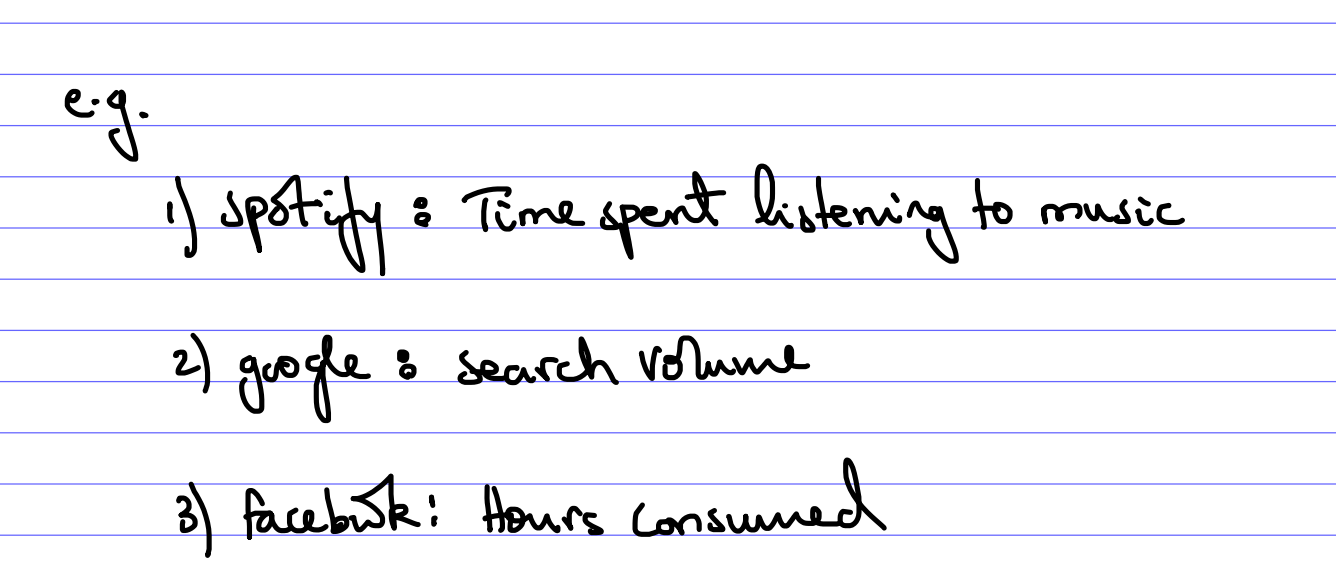 e.g.
1) spotify : Time spent listening to music
2) google : search volume
3) facebook : Hours consumed